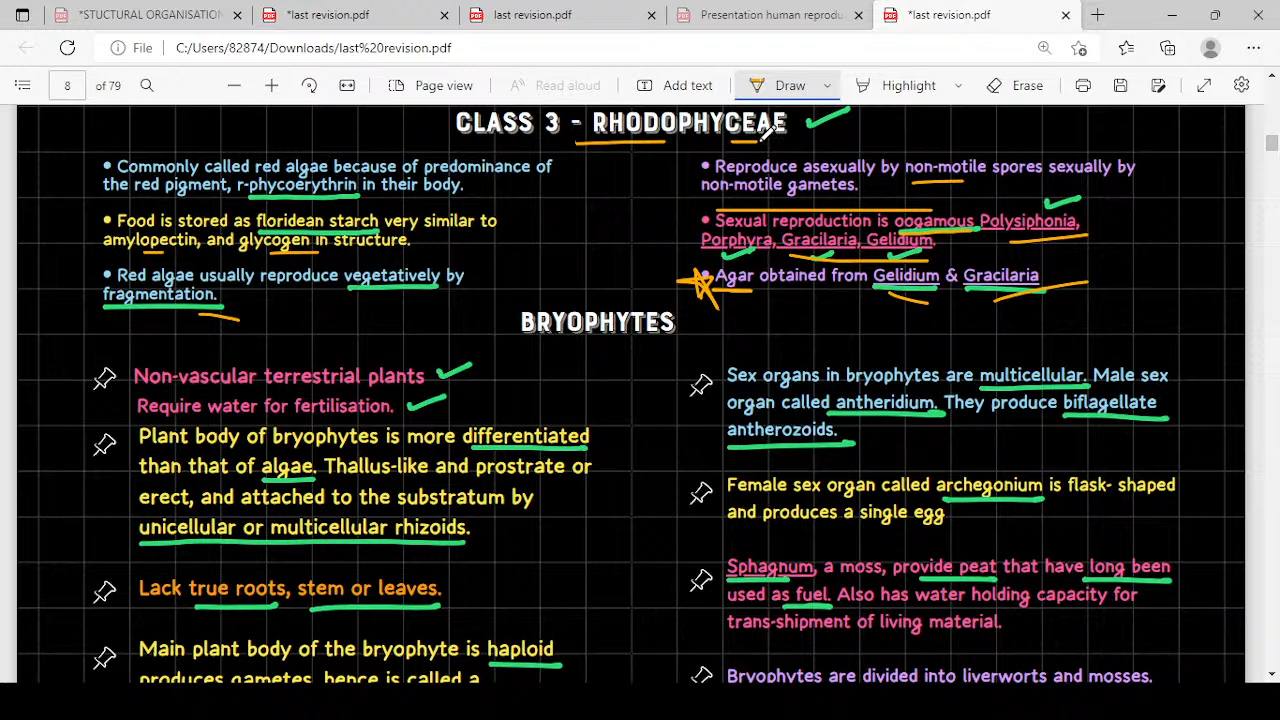 *STUCTURAL ORGANISATION
*last revision.pdf
last revision.pdf
Presentation human reprodu
*last revision.pdf
File
C:/Users/82874/Downloads/last%20revision.pdf
8
of 79
Page view
Read aloud
Add text
Draw
Highlight
Erase
CLASS 3 - RHODOPHYCEAE
• Commonly called red algae because of predominance of
the red pigment, r-phycoerythrin in their body.
• Food is stored as floridean starch very similar to
amylopectin, and glycogen in structure.
• Red algae usually reproduce vegetatively by
fragmentation.
• Reproduce asexually by non-motile spores sexually by
non-motile gametes.
• Sexual reproduction is oogamous Polysiphonia,
Porphyra, Gracilaria, Gelidium.
• Agar obtained from Gelidium & Gracilaria
BRYOPHYTES
Non-vascular terrestrial plants
Require water for fertilisation.
Plant body of bryophytes is more differentiated
than that of algae. Thallus-like and prostrate or
erect, and attached to the substratum by
unicellular or multicellular rhizoids.
Lack true roots, stem or leaves.
Main plant body of the bryophyte is haploid
produces gametes, hence is called a
Sex organs in bryophytes are multicellular. Male sex
organ called antheridium. They produce biflagellate
antherozoids.
Female sex organ called archegonium is flask- shaped
and produces a single egg
Sphagnum, a moss, provide peat that have long been
used as fuel. Also has water holding capacity for
trans-shipment of living material.
Bryophytes are divided into liverworts and mosses.